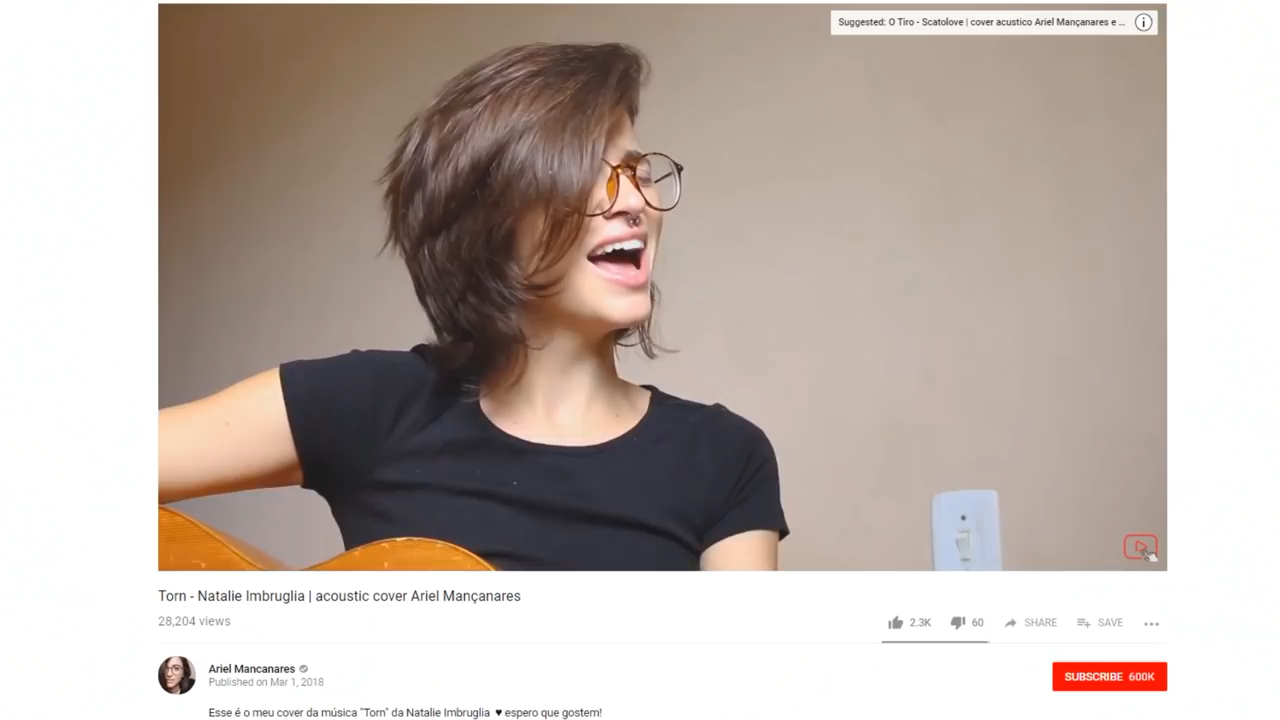 Suggested: O Tiro - Scatolove | cover acustico Ariel Mançanares e ...
Torn - Natalie Imbruglia | acoustic cover Ariel Mançanares
28,204 views
2.3K 60 SHARE SAVE
Ariel Mancanares
Published on Mar 1, 2018
SUBSCRIBE 600K
Esse é o meu cover da música "Torn" da Natalie Imbruglia ♥ espero que gostem!